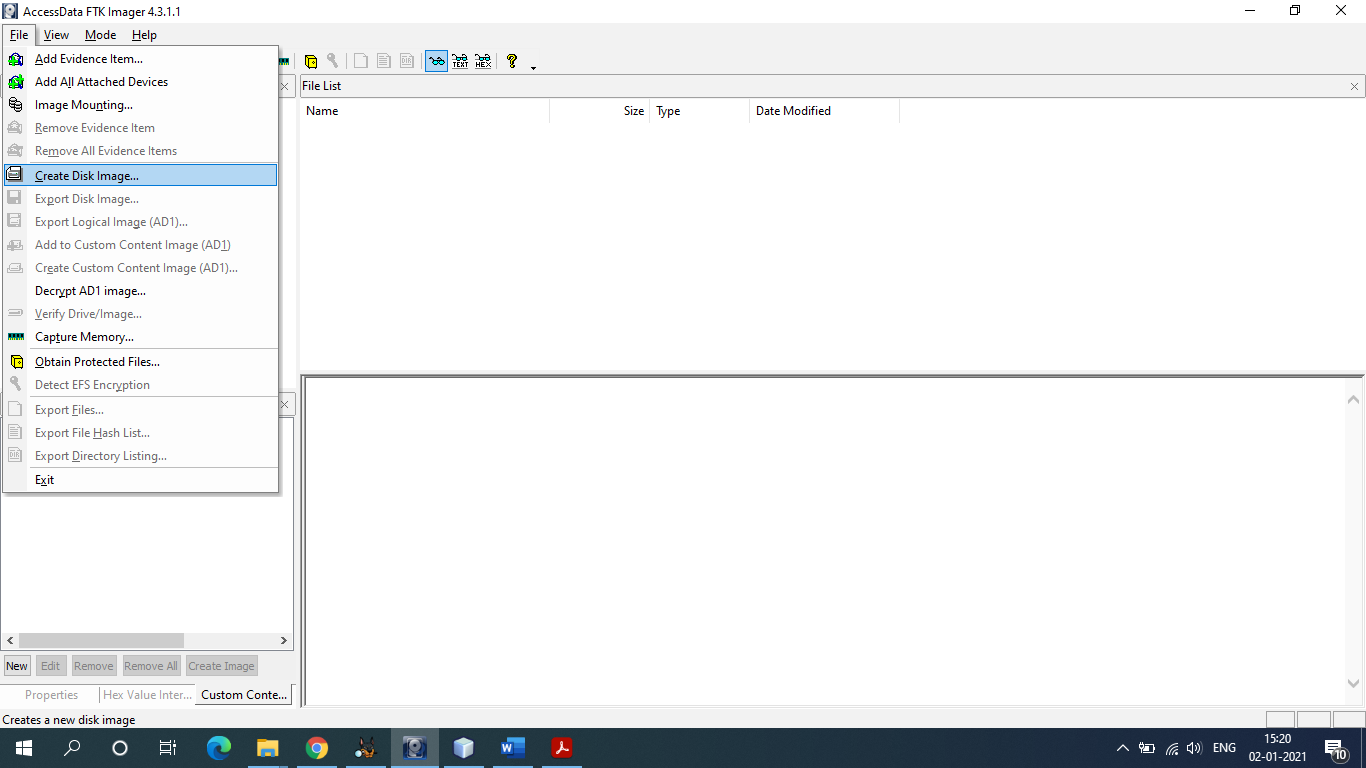 AccessData FTK Imager 4.3.1.1
File View Mode Help
Add Evidence Item...
Add All Attached Devices
Image Mounting...
Remove Evidence Item
Remove All Evidence Items
Create Disk Image...
Export Disk Image...
Export Logical Image (AD1)...
Add to Custom Content Image (AD1)
Create Custom Content Image (AD1)...
Decrypt AD1 image...
Verify Drive/Image...
Capture Memory...
Obtain Protected Files...
Detect EFS Encryption
Export Files...
Export File Hash List...
Export Directory Listing...
Exit
TEXT HEX
File List
Name Size Type Date Modified
New Edit Remove Remove All Create Image
Properties Hex Value Inter... Custom Conte...
Creates a new disk image
ENG
15:20
02-01-2021
10